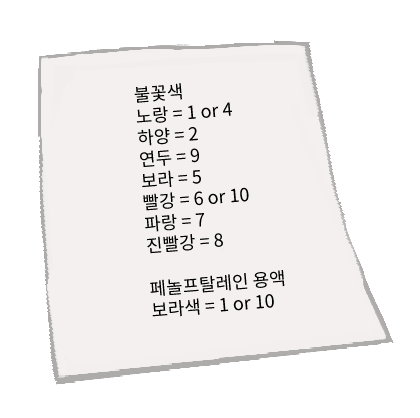 불꽃색
노랑 = 1 or 4
하양 = 2
연두 = 9
보라 = 5
빨강 = 6 or 10
파랑 = 7
진빨강 = 8
페놀프탈레인 용액
보라색 = 1 or 10